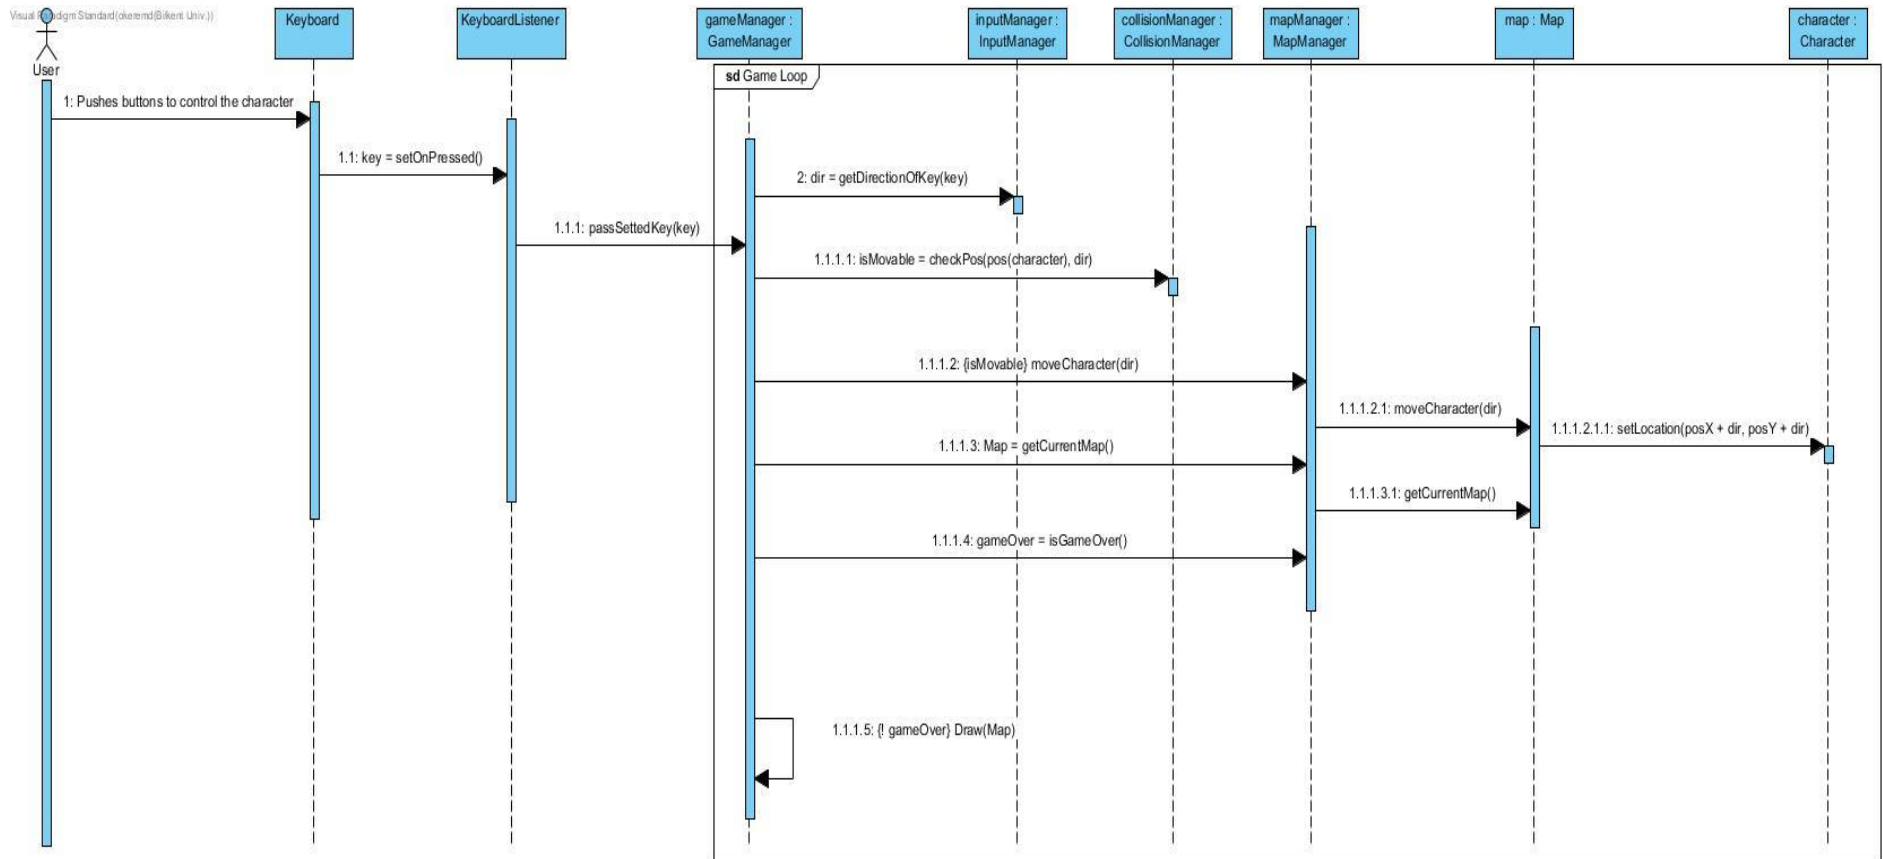 Visual Paradigm Standard(okeremd(Bilkent Univ.))
User
Keyboard
KeyboardListener
gameManager :
GameManager
inputManager :
InputManager
collisionManager :
CollisionManager
mapManager :
MapManager
map : Map
character :
Character
sd Game Loop
1: Pushes buttons to control the character
1.1: key = setOnPressed()
2: dir = getDirectionOfKey(key)
1.1.1: passSettedKey(key)
1.1.1.1: isMovable = checkPos(pos(character), dir)
1.1.1.2: {isMovable} moveCharacter(dir)
1.1.1.2.1: moveCharacter(dir)
1.1.1.2.1.1: setLocation(posX + dir, posY + dir)
1.1.1.3: Map = getCurrentMap()
1.1.1.3.1: getCurrentMap()
1.1.1.4: gameOver = isGameOver()
1.1.1.5: {! gameOver} Draw(Map)